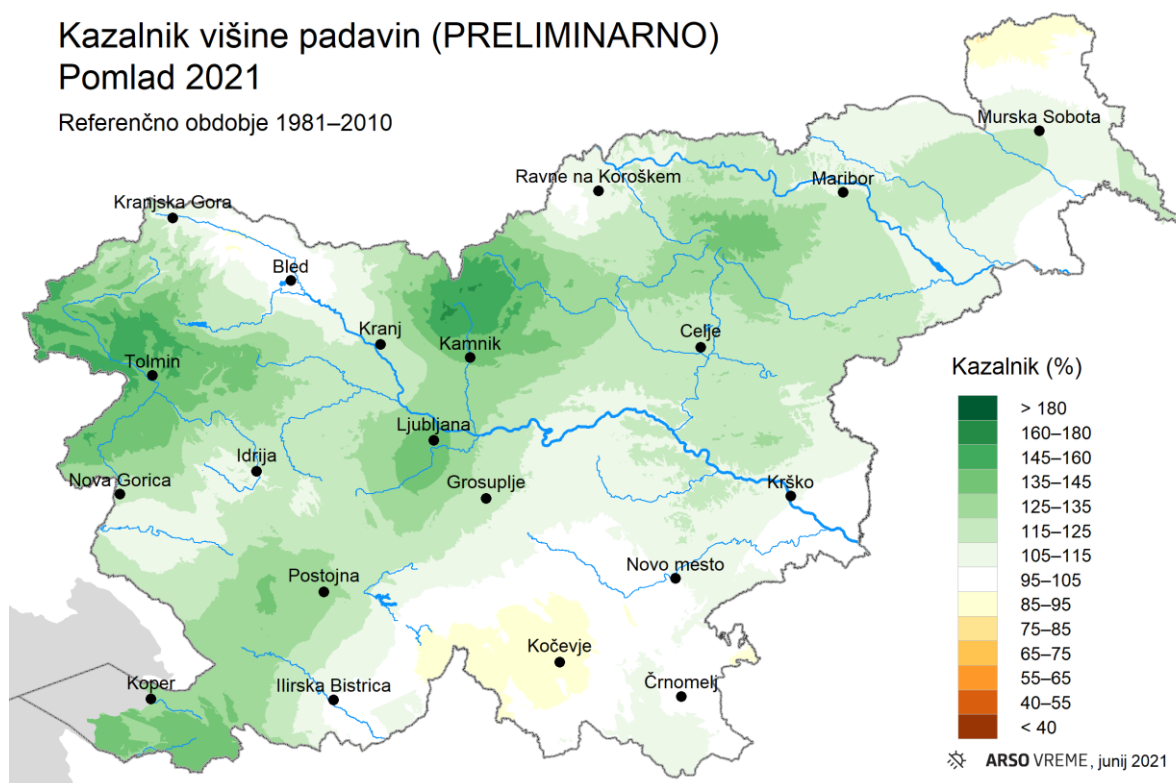 Kazalnik višine padavin (PRELIMINARNO)
Pomlad 2021
Referenčno obdobje 1981–2010
Murska Sobota
Ravne na Koroškem
Maribor
Kranjska Gora
Bled
Kranj
Kamnik
Celje
Tolmin
Ljubljana
Idrija
Nova Gorica
Grosuplje
Krško
Postojna
Novo mesto
Kočevje
Koper
Ilirska Bistrica
Črnomelj
Kazalnik (%)
> 180
160–180
145–160
135–145
125–135
115–125
105–115
95–105
85–95
75–85
65–75
55–65
40–55
< 40
ARSO VREME, junij 2021